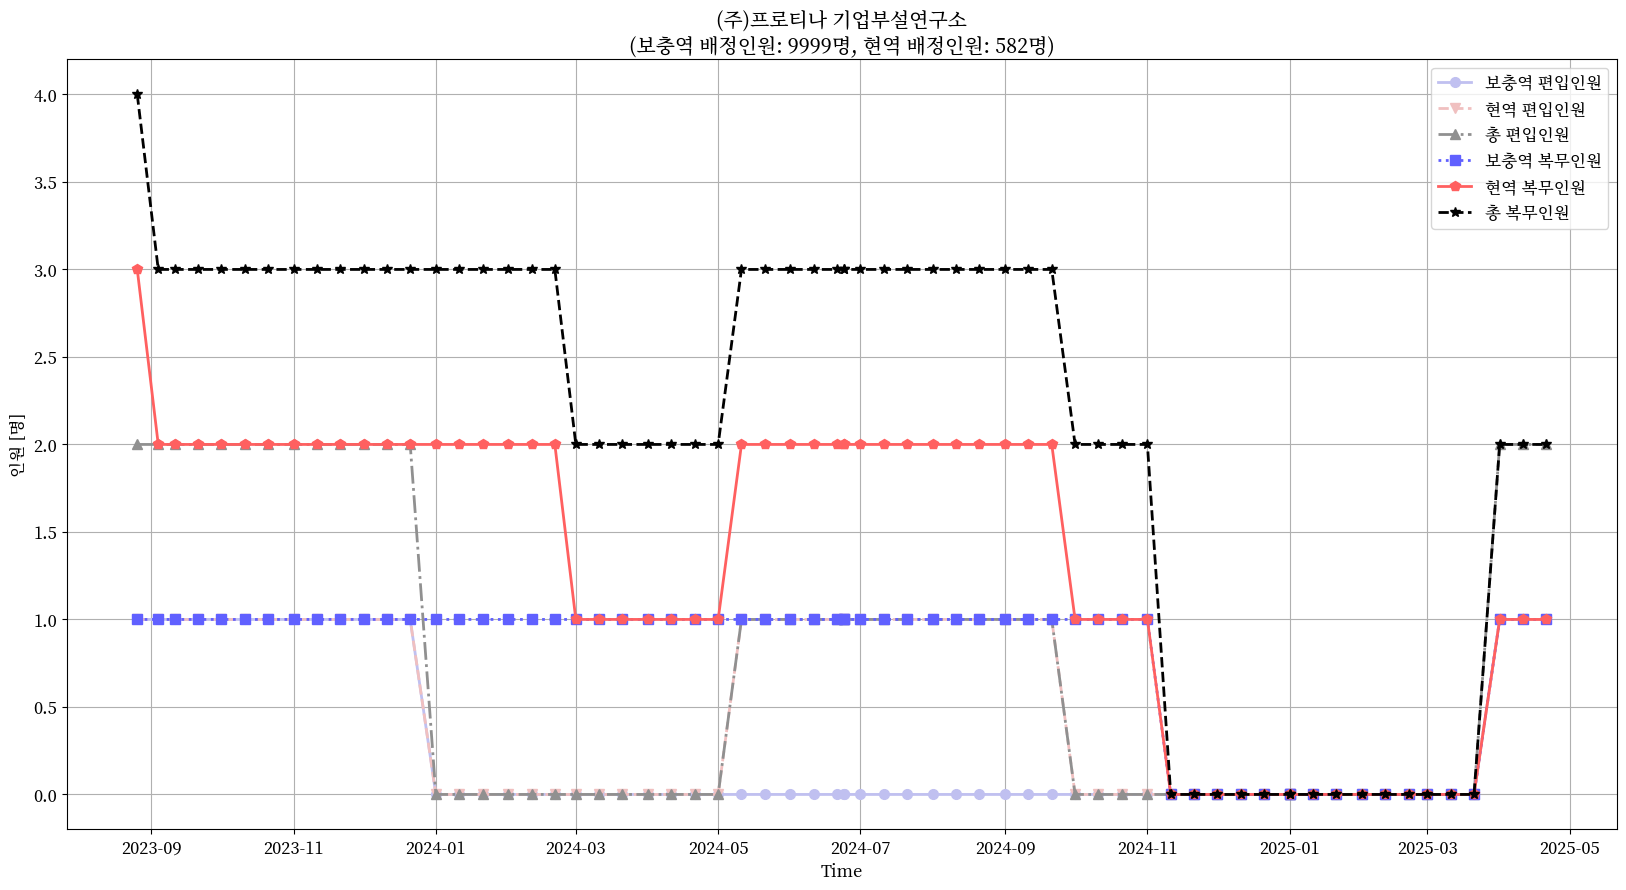 (주)프로티나 기업부설연구소
(보충역 배정인원: 9999명, 현역 배정인원: 582명)
보충역 편입인원
현역 편입인원
총 편입인원
보충역 복무인원
현역 복무인원
총 복무인원
인원 [명]
4.0
3.5
3.0
2.5
2.0
1.5
1.0
0.5
0.0
2023-09
2023-11
2024-01
2024-03
2024-05
2024-07
2024-09
2024-11
2025-01
2025-03
2025-05
Time